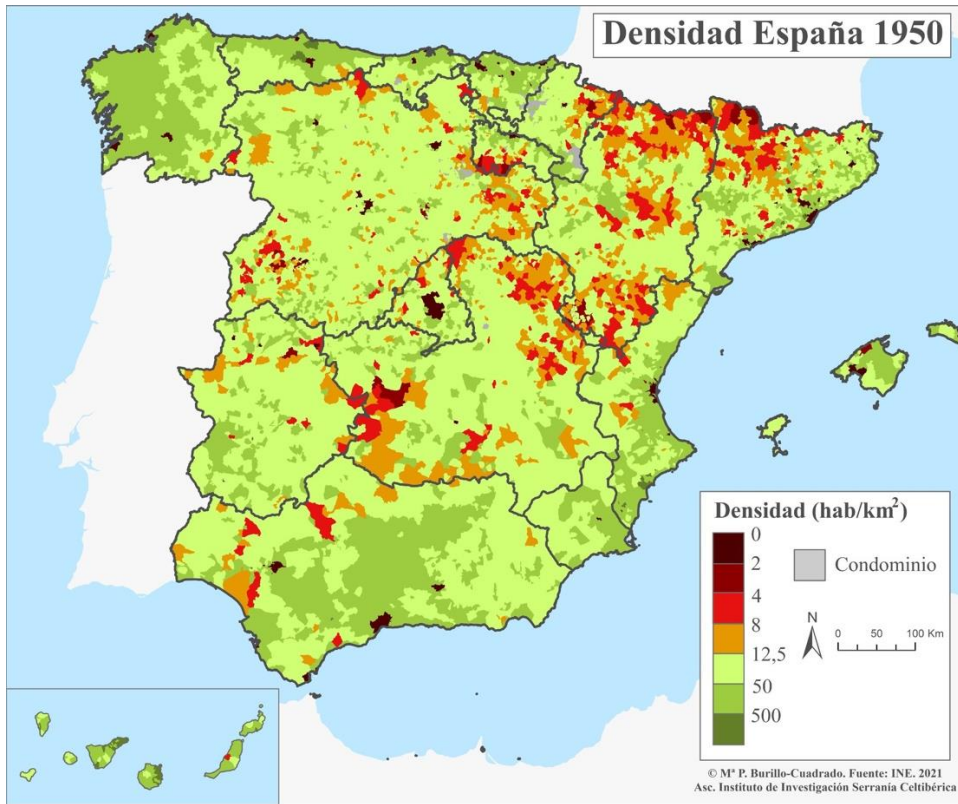 Densidad España 1950
Densidad (hab/km²)
0
2
4
8
12,5
50
500
Condominio
N
0 50 100 Km
© Mª P. Burillo-Cuadrado. Fuente: INE. 2021
Asc. Instituto de Investigación Serranía Celtibérica